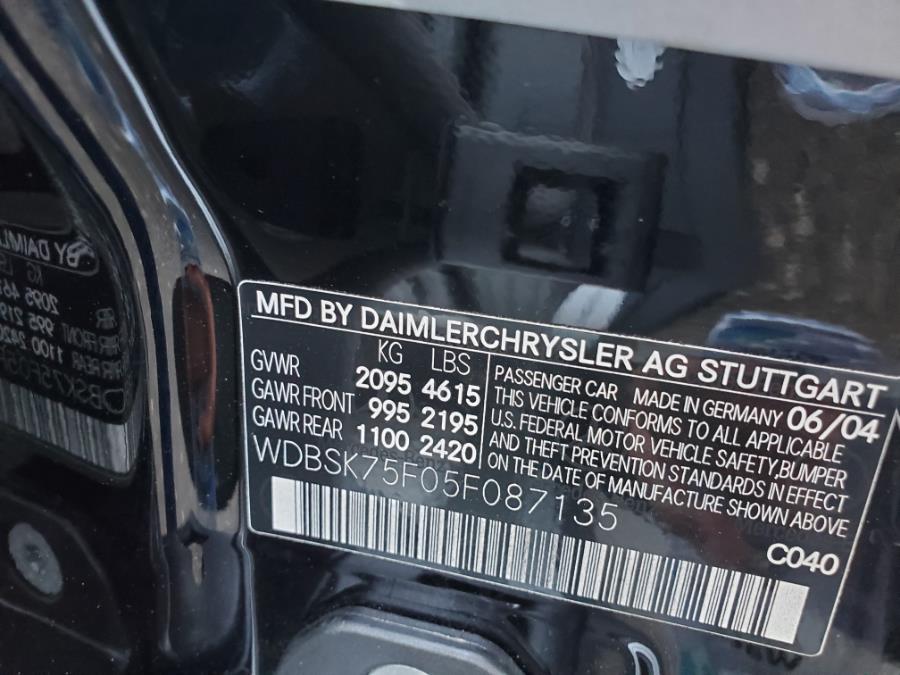 MFD BY DAIMLERCHRYSLER AG STUTTGART
KG LBS
GVWR 2095 4615
GAWR FRONT 995 2195
GAWR REAR 1100 2420
PASSENGER CAR MADE IN GERMANY 06/04
THIS VEHICLE CONFORMS TO ALL APPLICABLE
U.S. FEDERAL MOTOR VEHICLE SAFETY,BUMPER
AND THEFT PREVENTION STANDARDS IN EFFECT
ON THE DATE OF MANUFACTURE SHOWN ABOVE
WDBSK75F05F087135
C040